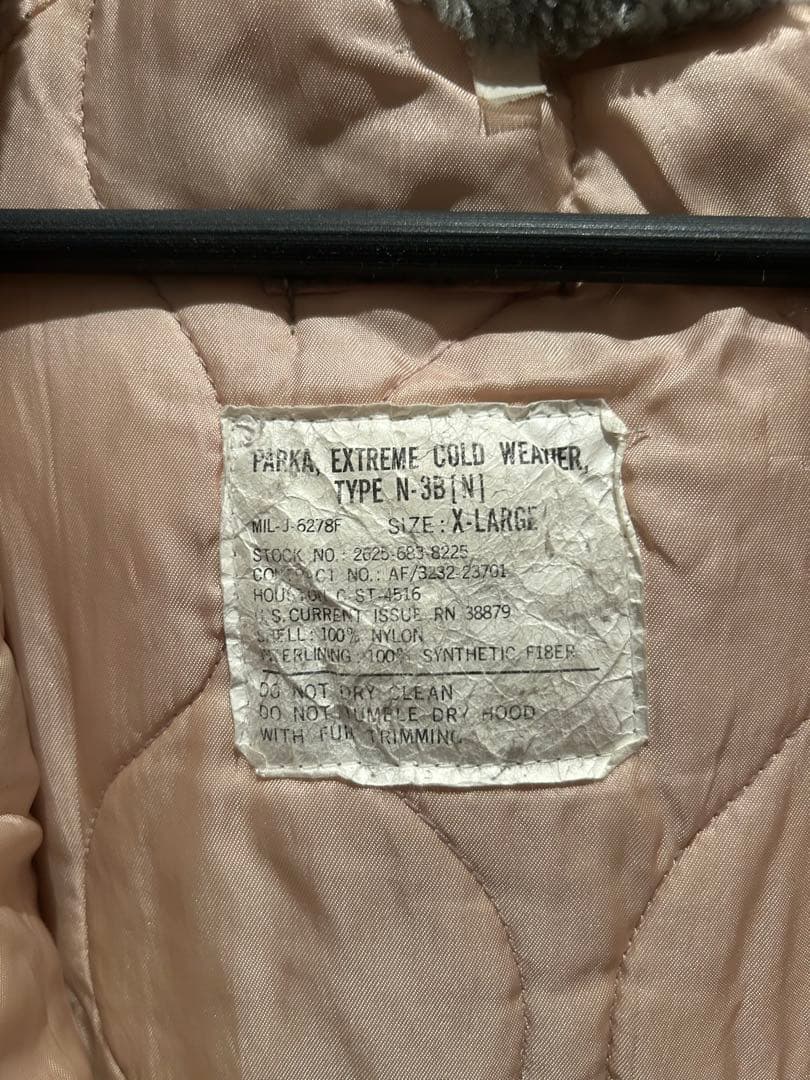 PARKA, EXTREME COLD WEATHER,
TYPE N-3B[N]
MIL-J-6278F SIZE: X-LARGE
STOCK NO.: 2625-683-8225
CONTRACT NO.: AF/3232-23791
HOUSTON C ST-4516
U.S. CURRENT ISSUE RN 38879
SHELL: 100% NYLON
INTERLINING 100% SYNTHETIC FIBER
DO NOT DRY CLEAN
DO NOT TUMBLE DRY HOOD
WITH FUR TRIMMING